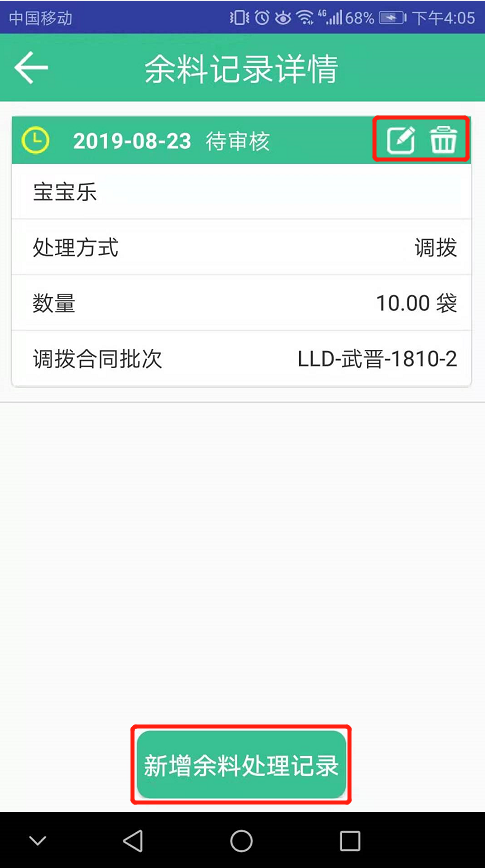 中国移动 4G 68% 下午4:05
余料记录详情
2019-08-23 待审核
宝宝乐
处理方式 调拨
数量 10.00 袋
调拨合同批次 LLD-武晋-1810-2
新增余料处理记录